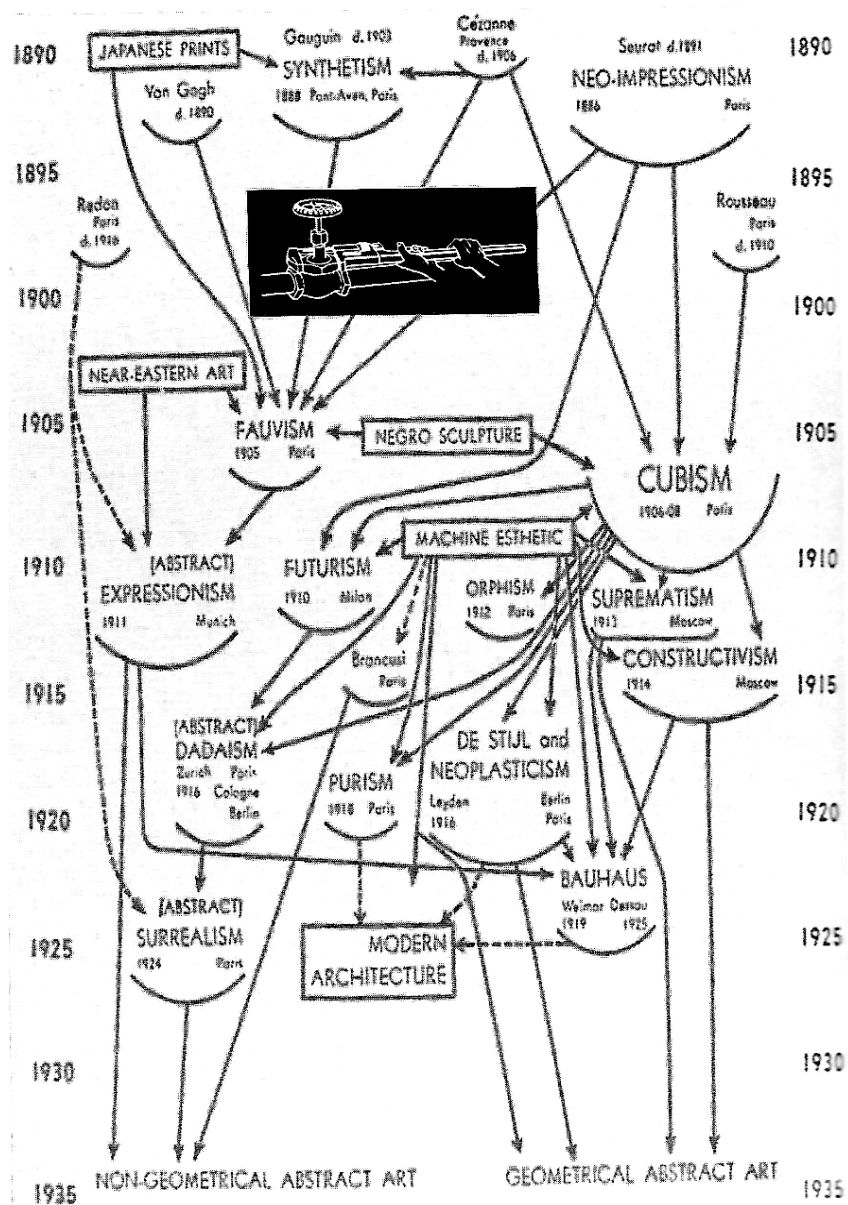 1890
JAPANESE PRINTS
Gauguin d. 1903
SYNTHETISM
1888 Pont-Aven, Paris
Cézanne
Provence
d. 1906
Seurat d. 1891
NEO-IMPRESSIONISM
1886 Paris
1890
Van Gogh
d. 1890
1895
1895
Redon
Paris
d. 1916
Rousseau
Paris
d. 1910
1900
1900
NEAR-EASTERN ART
1905
FAUVISM
1905 Paris
NEGRO SCULPTURE
1905
CUBISM
1906-08 Paris
MACHINE ESTHETIC
1910
(ABSTRACT)
EXPRESSIONISM
1911 Munich
FUTURISM
1910 Milan
ORPHISM
1912 Paris
SUPREMATISM
1913 Moscow
1910
CONSTRUCTIVISM
1914 Moscow
Brancusi
Paris
1915
1915
(ABSTRACT)
DADAISM
Zurich Paris
1916 Cologne
Berlin
PURISM
1918 Paris
DE STIJL and
NEOPLASTICISM
Leyden Berlin
1916 Paris
1920
1920
BAUHAUS
Weimar Dessau
1919 1925
(ABSTRACT)
SURREALISM
1924 Paris
MODERN
ARCHITECTURE
1925
1925
1930
1930
NON-GEOMETRICAL ABSTRACT ART
GEOMETRICAL ABSTRACT ART
1935
1935